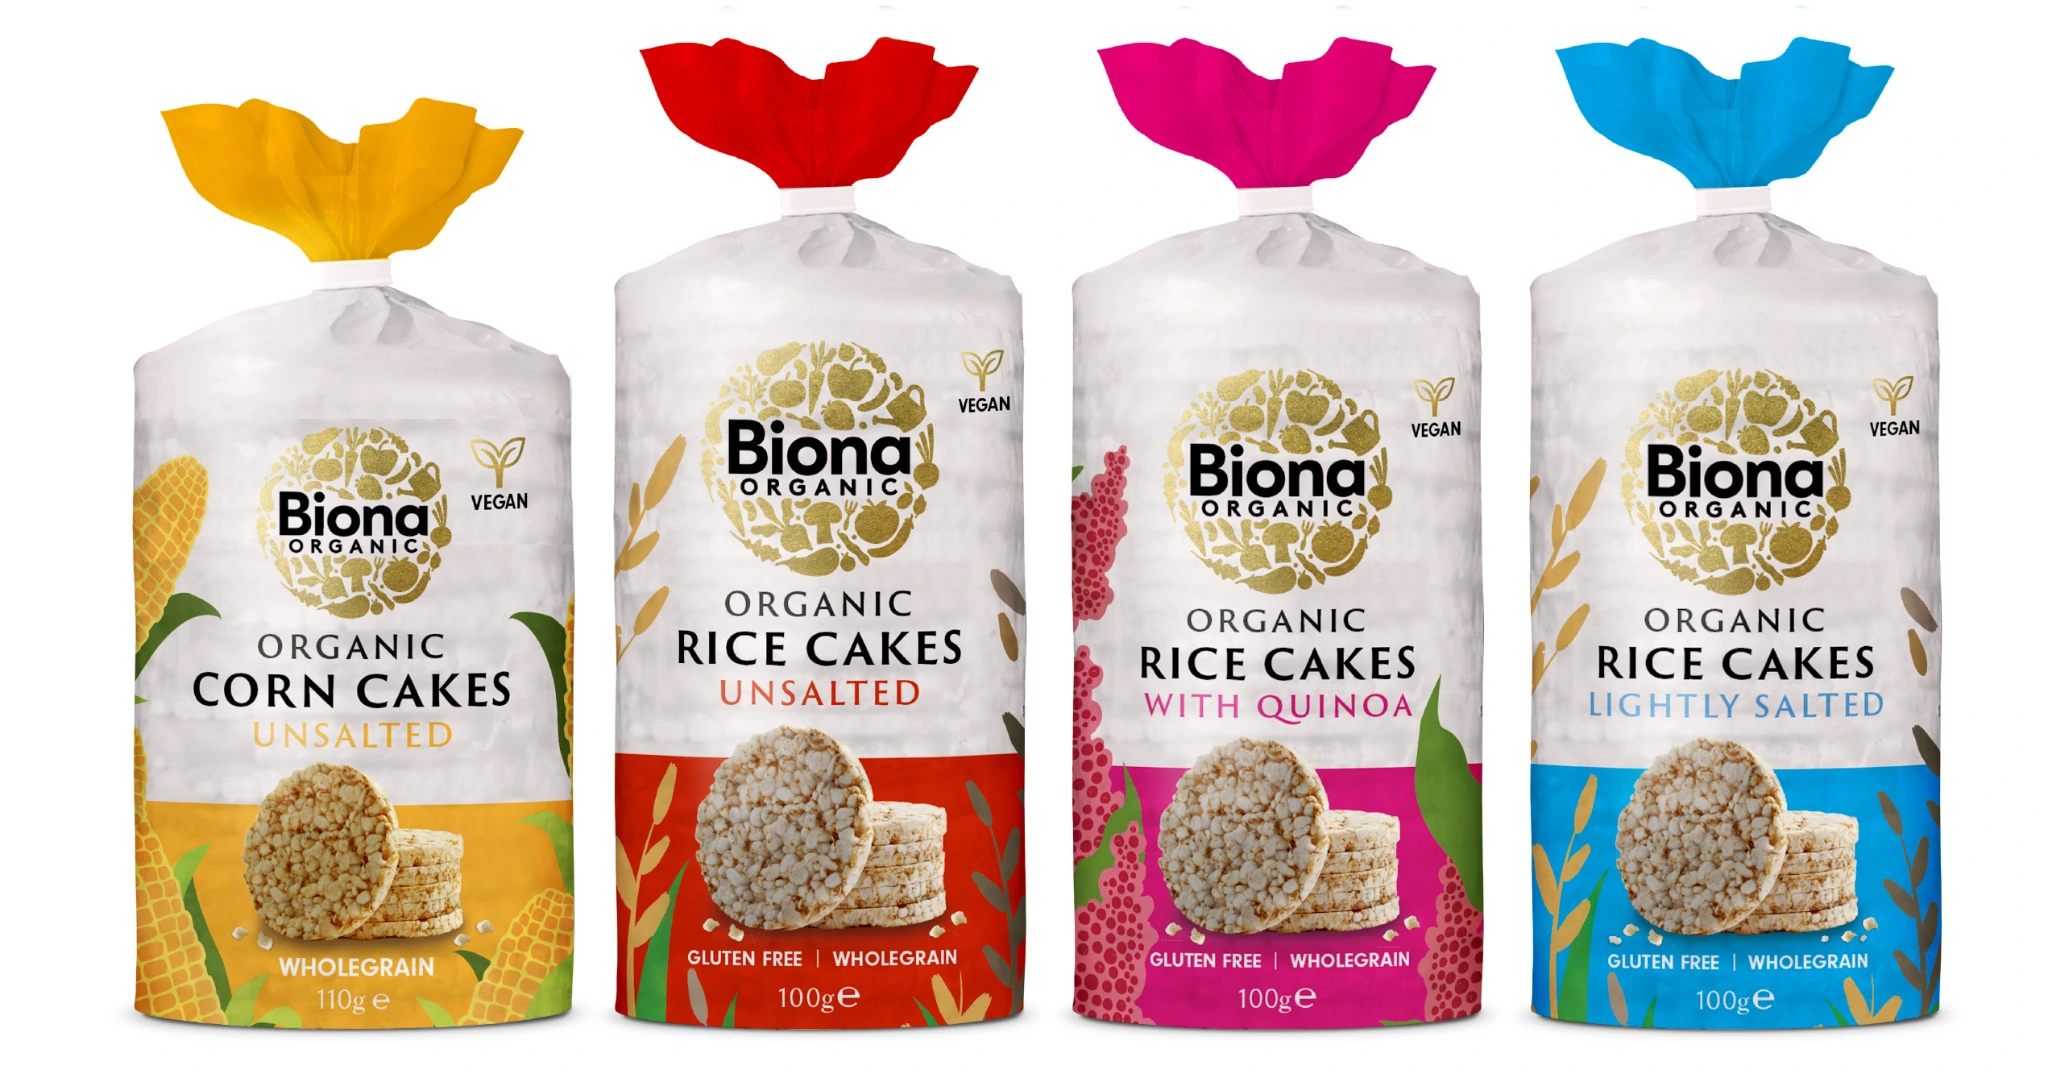 Biona
ORGANIC
VEGAN
ORGANIC
CORN CAKES
UNSALTED
WHOLEGRAIN
110g e
Biona
ORGANIC
VEGAN
ORGANIC
RICE CAKES
UNSALTED
GLUTEN FREE | WHOLEGRAIN
100g e
Biona
ORGANIC
VEGAN
ORGANIC
RICE CAKES
WITH QUINOA
GLUTEN FREE | WHOLEGRAIN
100g e
Biona
ORGANIC
VEGAN
ORGANIC
RICE CAKES
LIGHTLY SALTED
GLUTEN FREE | WHOLEGRAIN
100g e